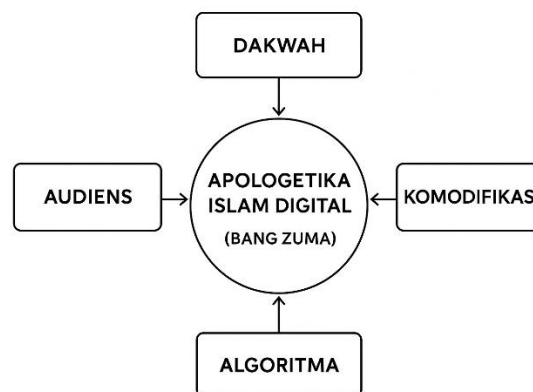 DAKWAH
AUDIENS
APOLOGETIKA
ISLAM DIGITAL
(BANG ZUMA)
KOMODIFIKAS
ALGORITMA